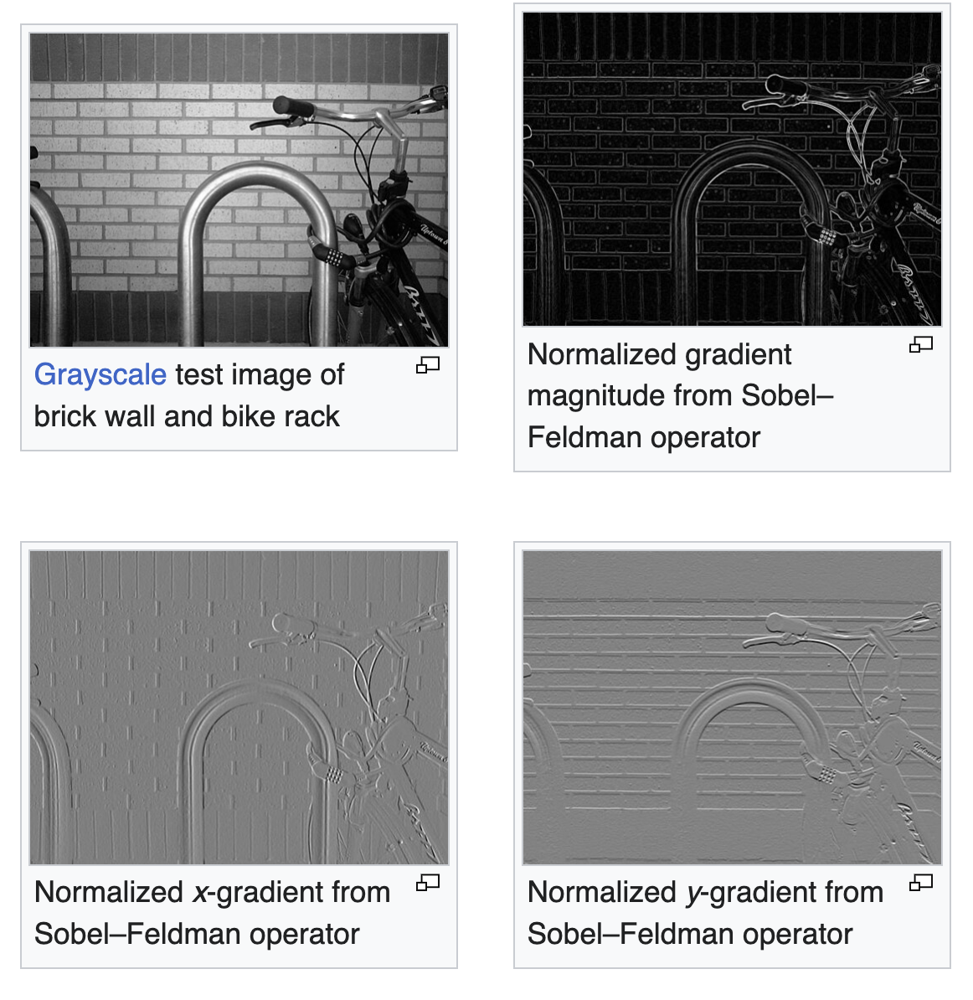 Grayscale test image of
brick wall and bike rack
Normalized gradient
magnitude from Sobel–
Feldman operator
Normalized x-gradient from
Sobel–Feldman operator
Normalized y-gradient from
Sobel–Feldman operator